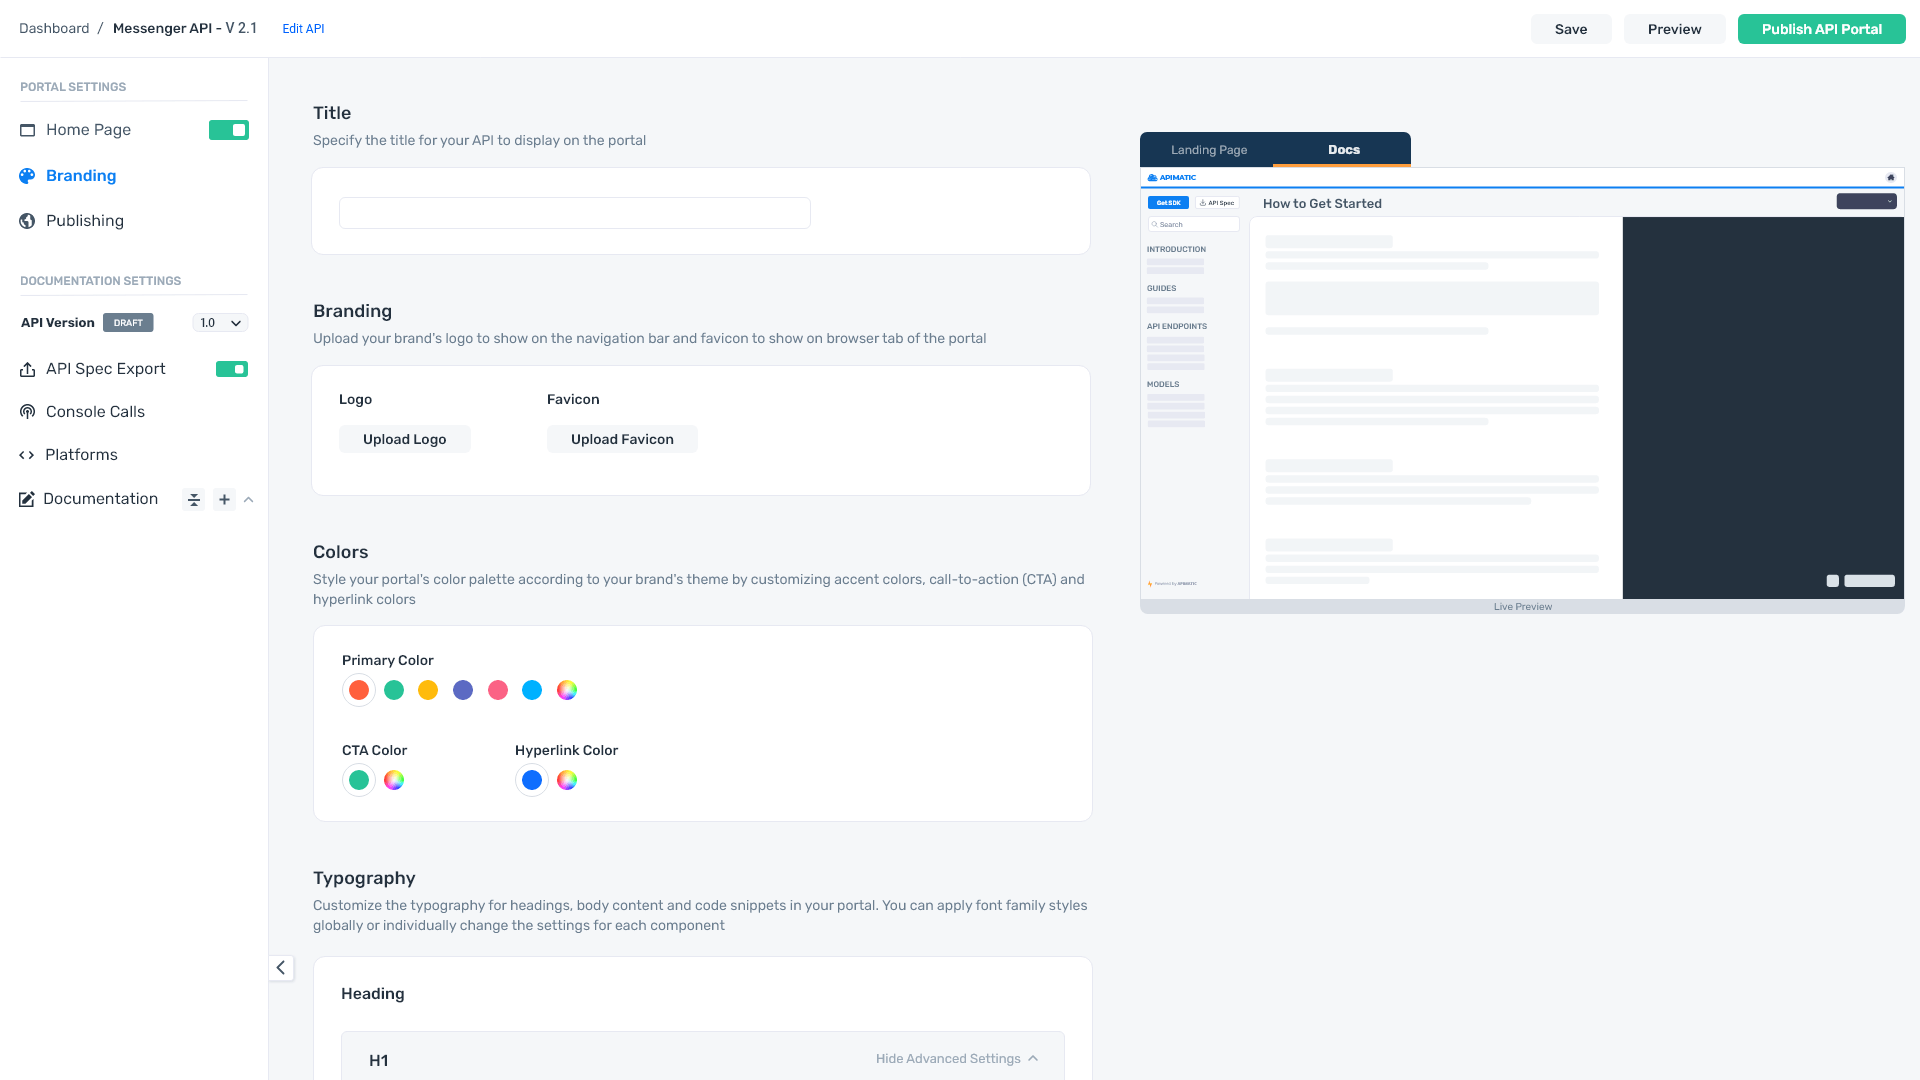 Dashboard / Messenger API - V 2.1 Edit API
Save Preview Publish API Portal
PORTAL SETTINGS
Home Page
Branding
Publishing
DOCUMENTATION SETTINGS
API Version DRAFT 1.0
API Spec Export
Console Calls
Platforms
Documentation
Title
Specify the title for your API to display on the portal
Branding
Upload your brand's logo to show on the navigation bar and favicon to show on browser tab of the portal
Logo Favicon
Upload Logo Upload Favicon
Colors
Style your portal's color palette according to your brand's theme by customizing accent colors, call-to-action (CTA) and
hyperlink colors
Primary Color
CTA Color Hyperlink Color
Typography
Customize the typography for headings, body content and code snippets in your portal. You can apply font family styles
globally or individually change the settings for each component
Heading
H1 Hide Advanced Settings
Landing Page Docs
APIMATIC
Get SDK API Spec How to Get Started
Search
INTRODUCTION
GUIDES
API ENDPOINTS
MODELS
Powered by APIMATIC
Live Preview